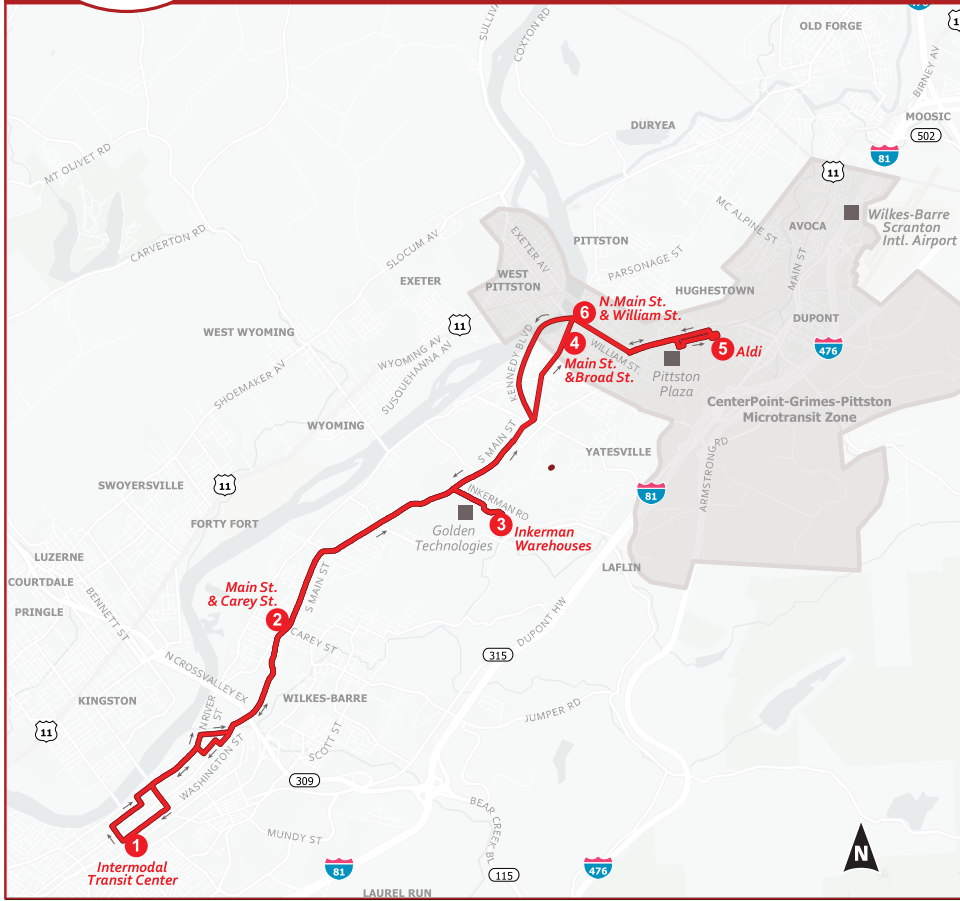 SULLIVA
COXTON RD
OLD FORGE
BIRNEY AV
MOOSIC
502
81
DURYEA
11
MT OLIVET RD
MC ALPINE ST
AVOCA
Wilkes-Barre
Scranton
Intl. Airport
CARVERTON RD
SLOCUM AV
EXETER AV
PITTSTON
PARSONAGE ST
MAIN ST
EXETER
WEST
PITTSTON
HUGHESTOWN
6
N.Main St.
& William St.
DUPONT
WEST WYOMING
11
WYOMING AV
SUSQUEHANNA AV
KENNEDY BLVD
4
Main St.
&Broad St.
WILLIAM ST.
5
Aldi
476
Pittston
Plaza
SHOEMAKER AV
CenterPoint-Grimes-Pittston
Microtransit Zone
WYOMING
S MAIN ST
YATESVILLE
ARMSTRONG RD
SWOYERSVILLE
11
INKERMAN RD
81
FORTY FORT
Golden
Technologies
3
Inkerman
Warehouses
LUZERNE
COURTDALE
PRINGLE
BENNETT ST
Main St.
& Carey St.
2
S MAIN ST
CAREY ST
LAFLIN
DUPONT HW
315
N CROSSVALLEY EX
KINGSTON
N RIVER
ST
WILKES-BARRE
JUMPER RD
11
SCOTT ST
WASHINGTON ST
309
BEAR CREEK BL
MUNDY ST
1
Intermodal
Transit Center
81
476
115
LAUREL RUN
N